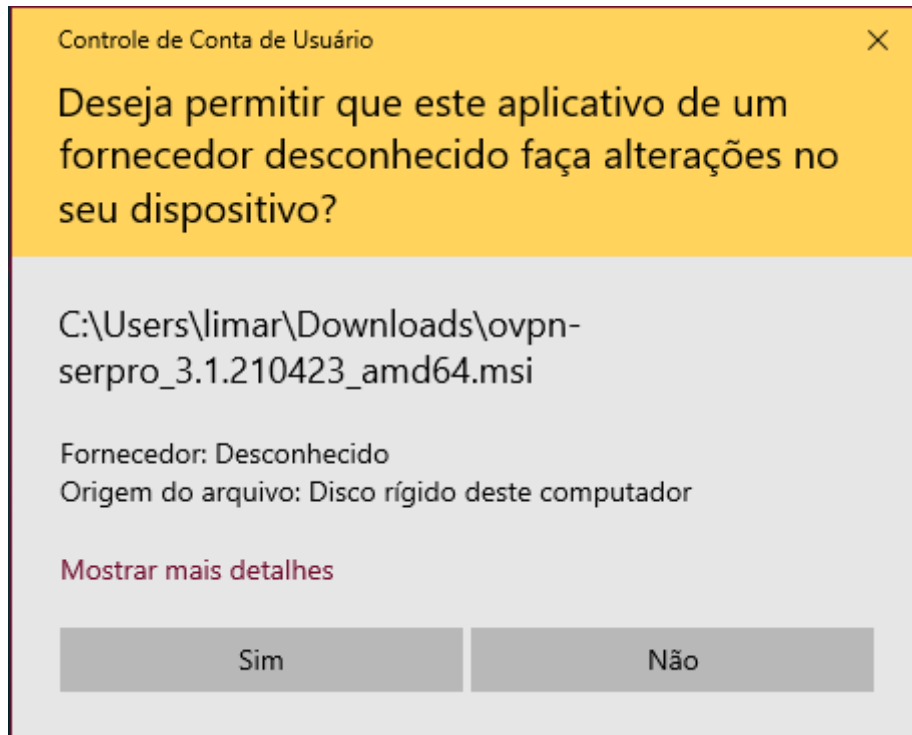 Controle de Conta de Usuário
Deseja permitir que este aplicativo de um
fornecedor desconhecido faça alterações no
seu dispositivo?
C:\Users\limar\Downloads\ovpn-
serpro_3.1.210423_amd64.msi
Fornecedor: Desconhecido
Origem do arquivo: Disco rígido deste computador
Mostrar mais detalhes
Sim
Não